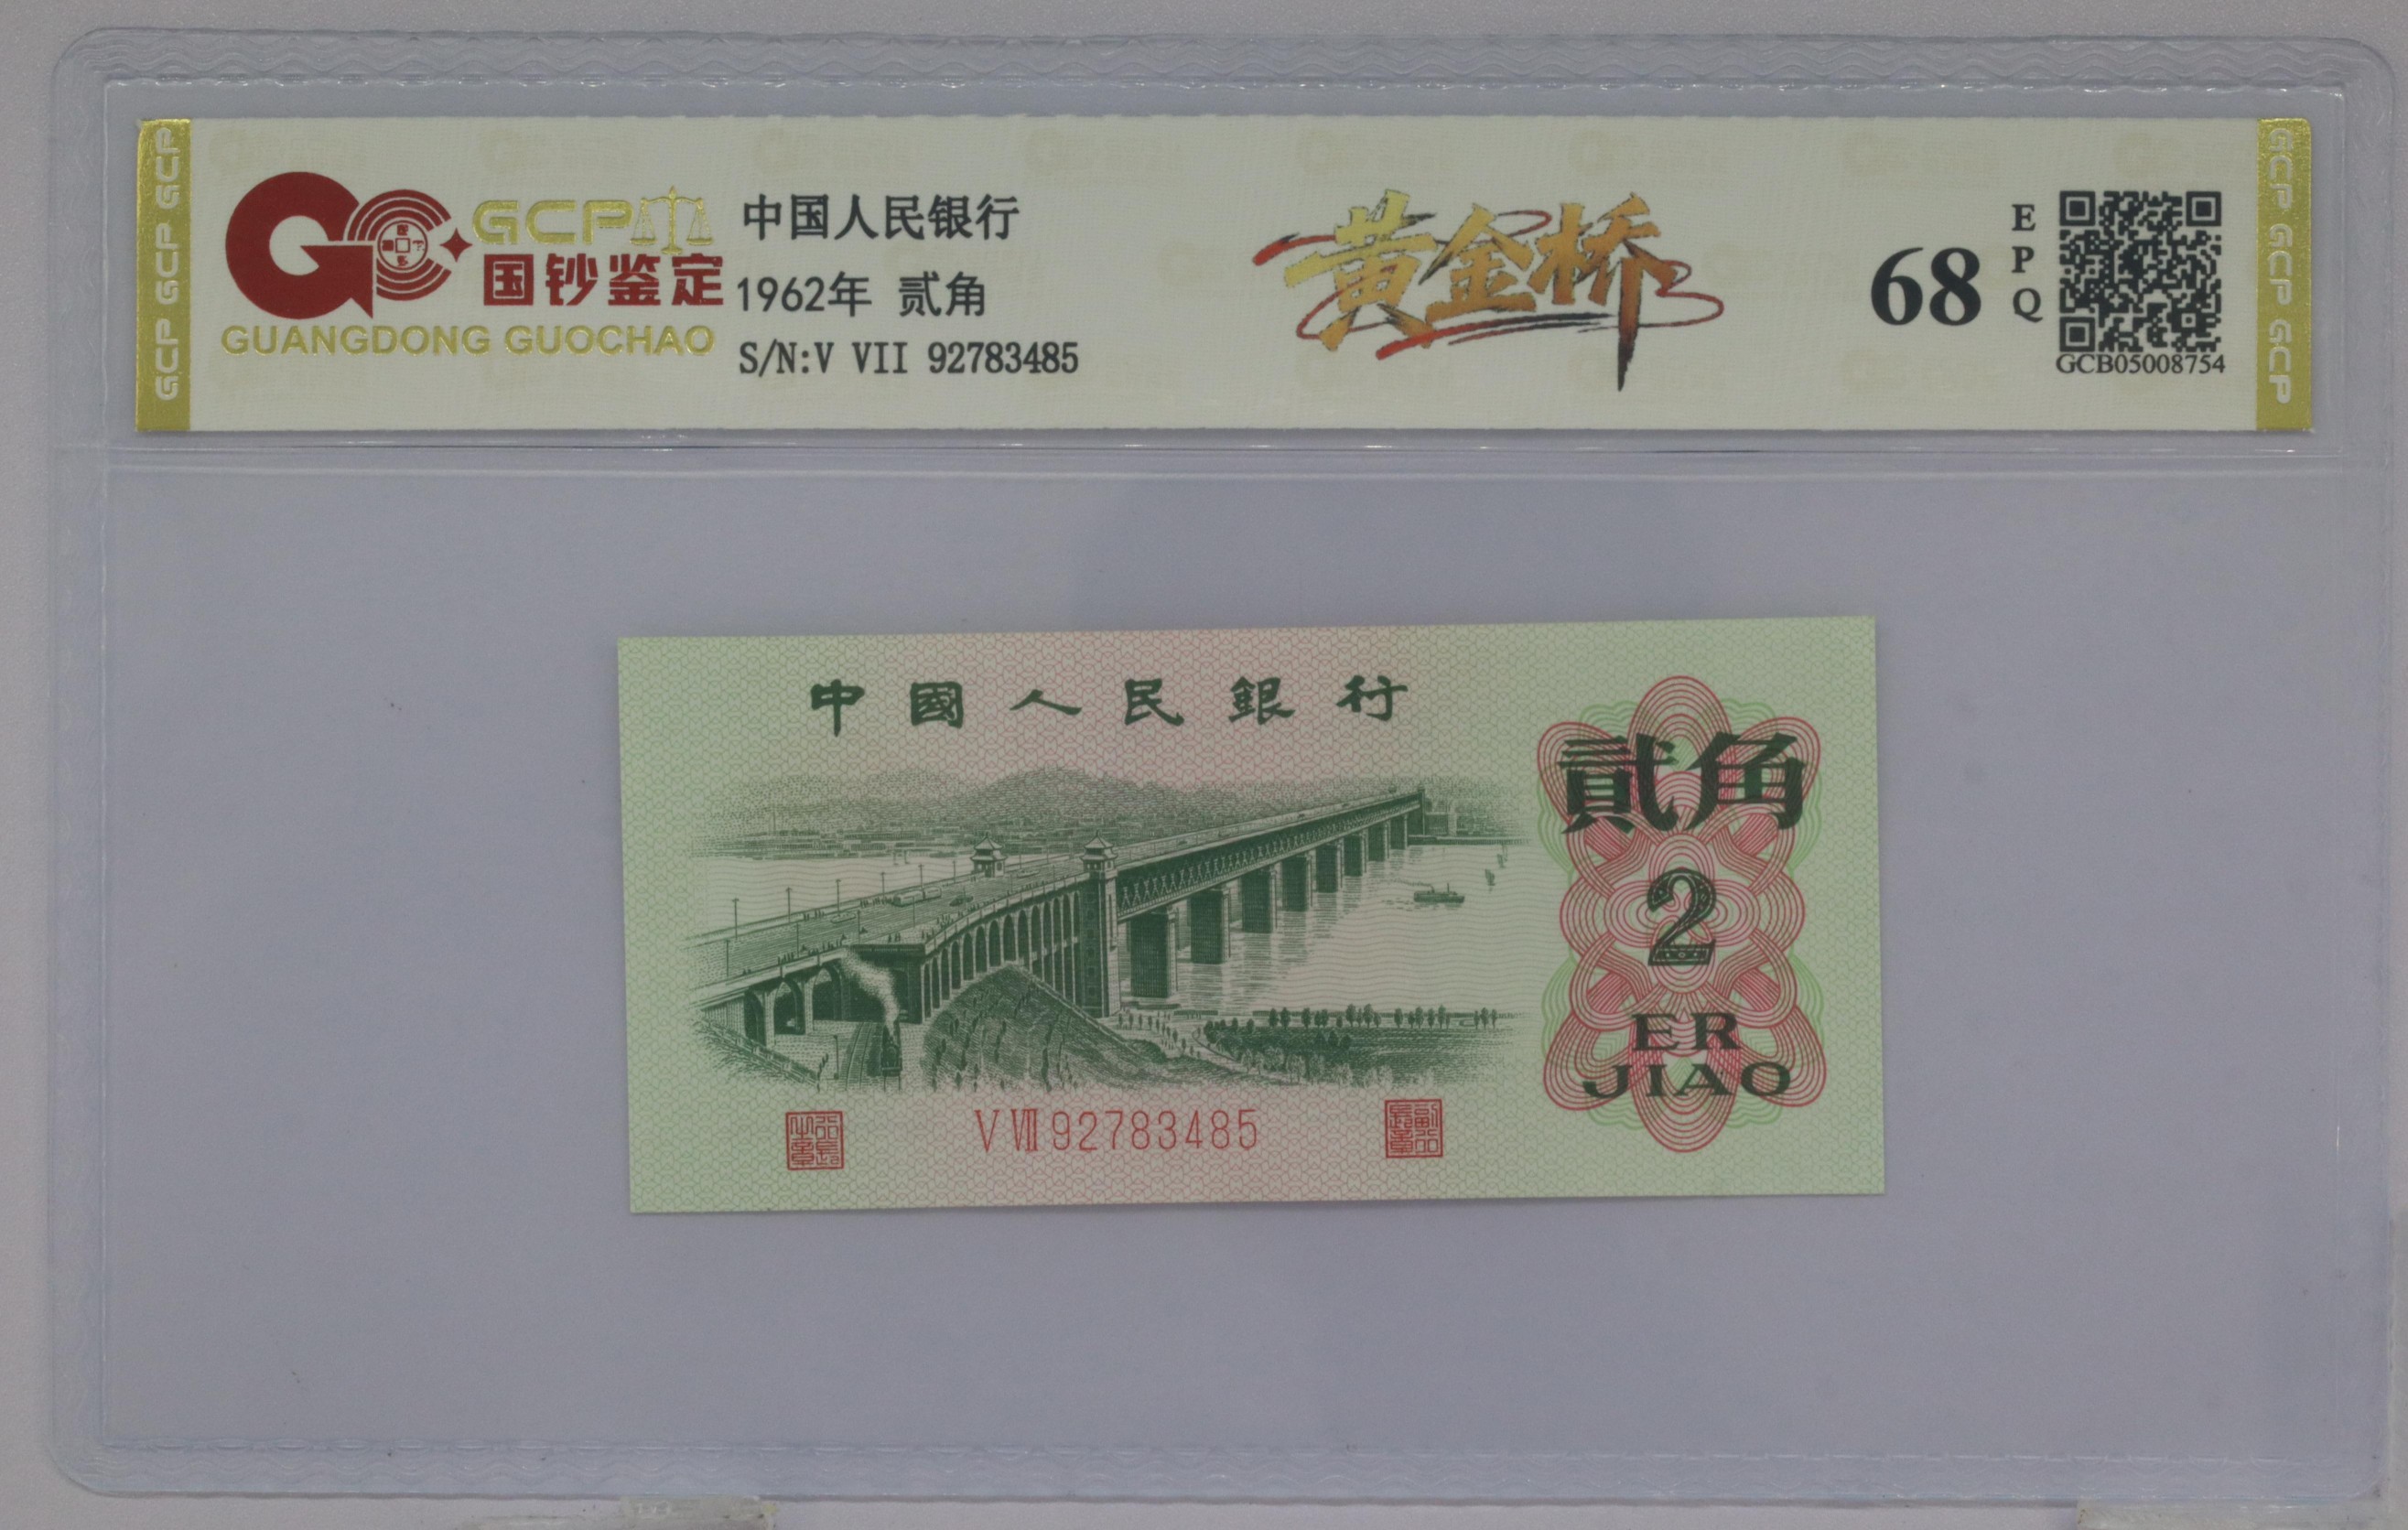 GCP GCP GCP
GCP
国钞鉴定
GUANGDONG GUOCHAO
中国人民银行
1962年 贰角
S/N:V VII 92783485
黄金桥
68
EPQ
GCB05008754
GCP GCP GCP
中國人民銀行
貳角
2
ER
JIAO
V VII 92783485